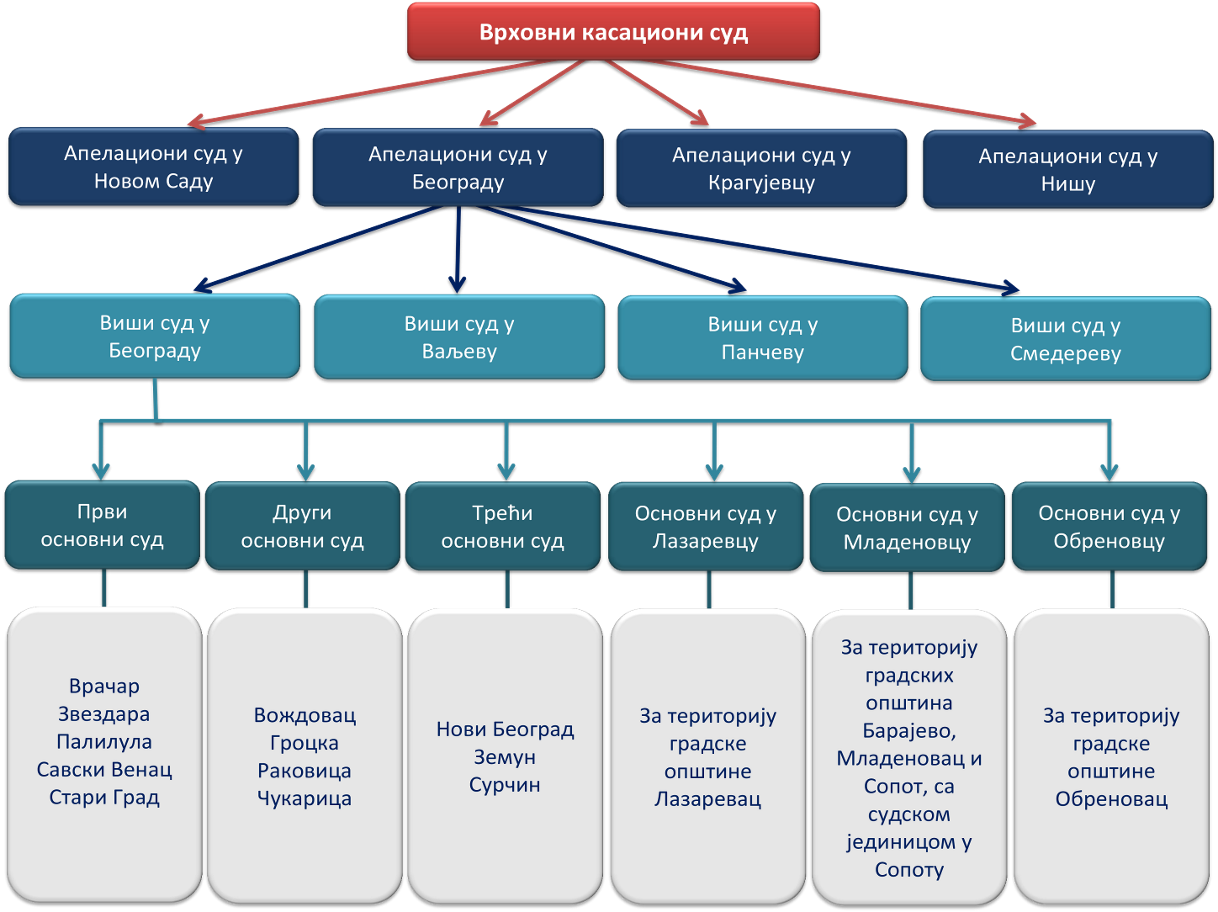 Врховни касациони суд
Апелациони суд у
Новом Саду
Апелациони суд у
Београду
Апелациони суд у
Крагујевцу
Апелациони суд у
Нишу
Виши суд у
Београду
Виши суд у
Ваљеву
Виши суд у
Панчеву
Виши суд у
Смедереву
Први
основни суд
Други
основни суд
Трећи
основни суд
Основни суд у
Лазаревцу
Основни суд у
Младеновцу
Основни суд у
Обреновцу
Врачар
Звездара
Палилула
Савски Венац
Стари Град
Вождовац
Гроцка
Раковица
Чукарица
Нови Београд
Земун
Сурчин
За територију
градске
општине
Лазаревац
За територију
градских
општина
Барајево,
Младеновац и
Сопот, са
судском
јединицом у
Сопоту
За територију
градске
општине
Обреновац